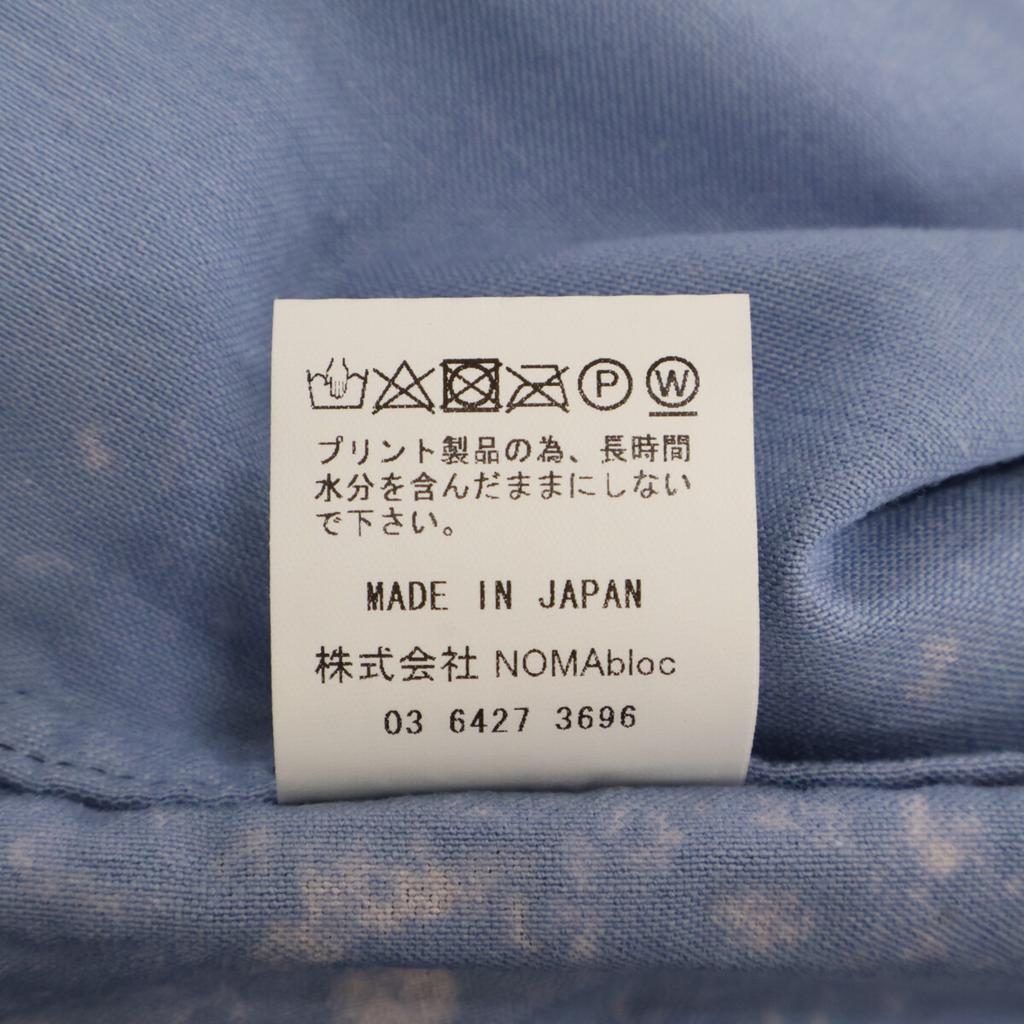 P W
プリント製品の為、長時間
水分を含んだままにしない
で下さい。
MADE IN JAPAN
株式会社 NOMAbloc
03 6427 3696